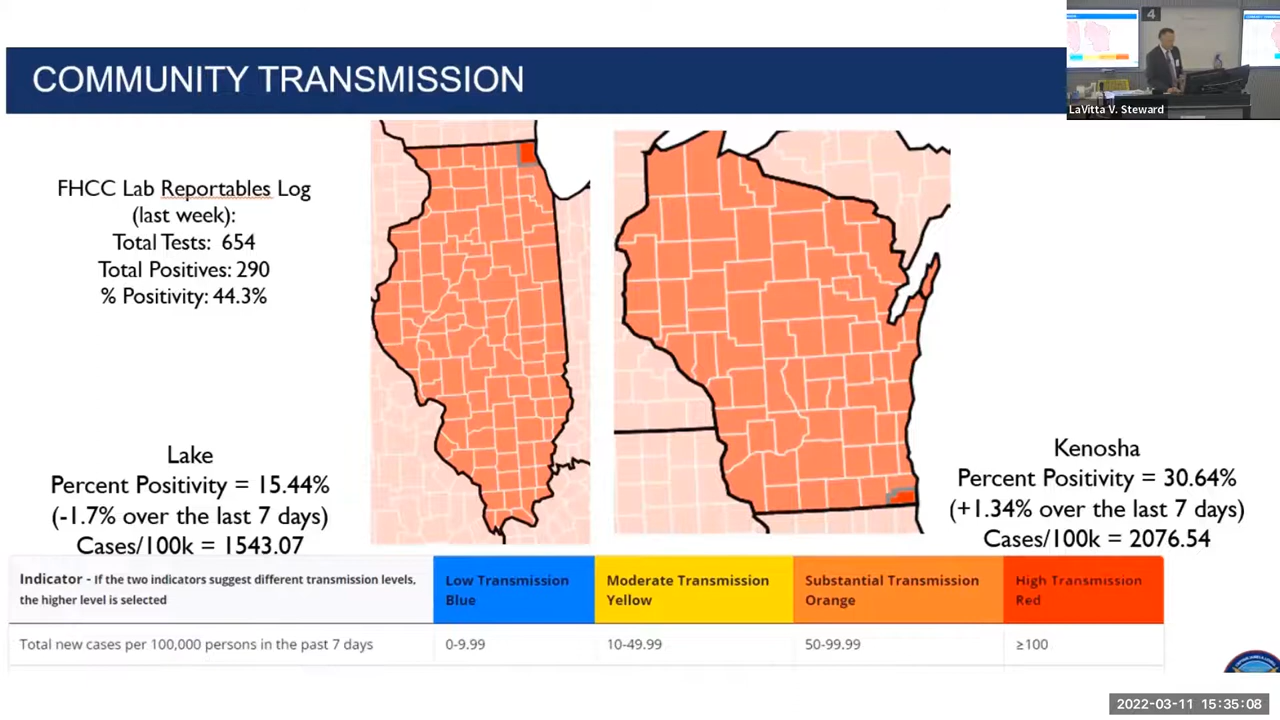 COMMUNITY TRANSMISSION
4
LaVitta V. Steward
FHCC Lab Reportables Log
(last week):
Total Tests: 654
Total Positives: 290
% Positivity: 44.3%
Lake
Percent Positivity = 15.44%
(-1.7% over the last 7 days)
Cases/100k = 1543.07
Kenosha
Percent Positivity = 30.64%
(+1.34% over the last 7 days)
Cases/100k = 2076.54
Indicator - If the two indicators suggest different transmission levels,
the higher level is selected
Low Transmission
Blue
Moderate Transmission
Yellow
Substantial Transmission
Orange
High Transmission
Red
Total new cases per 100,000 persons in the past 7 days
0-9.99
10-49.99
50-99.99
≥100
2022-03-11 15:35:08